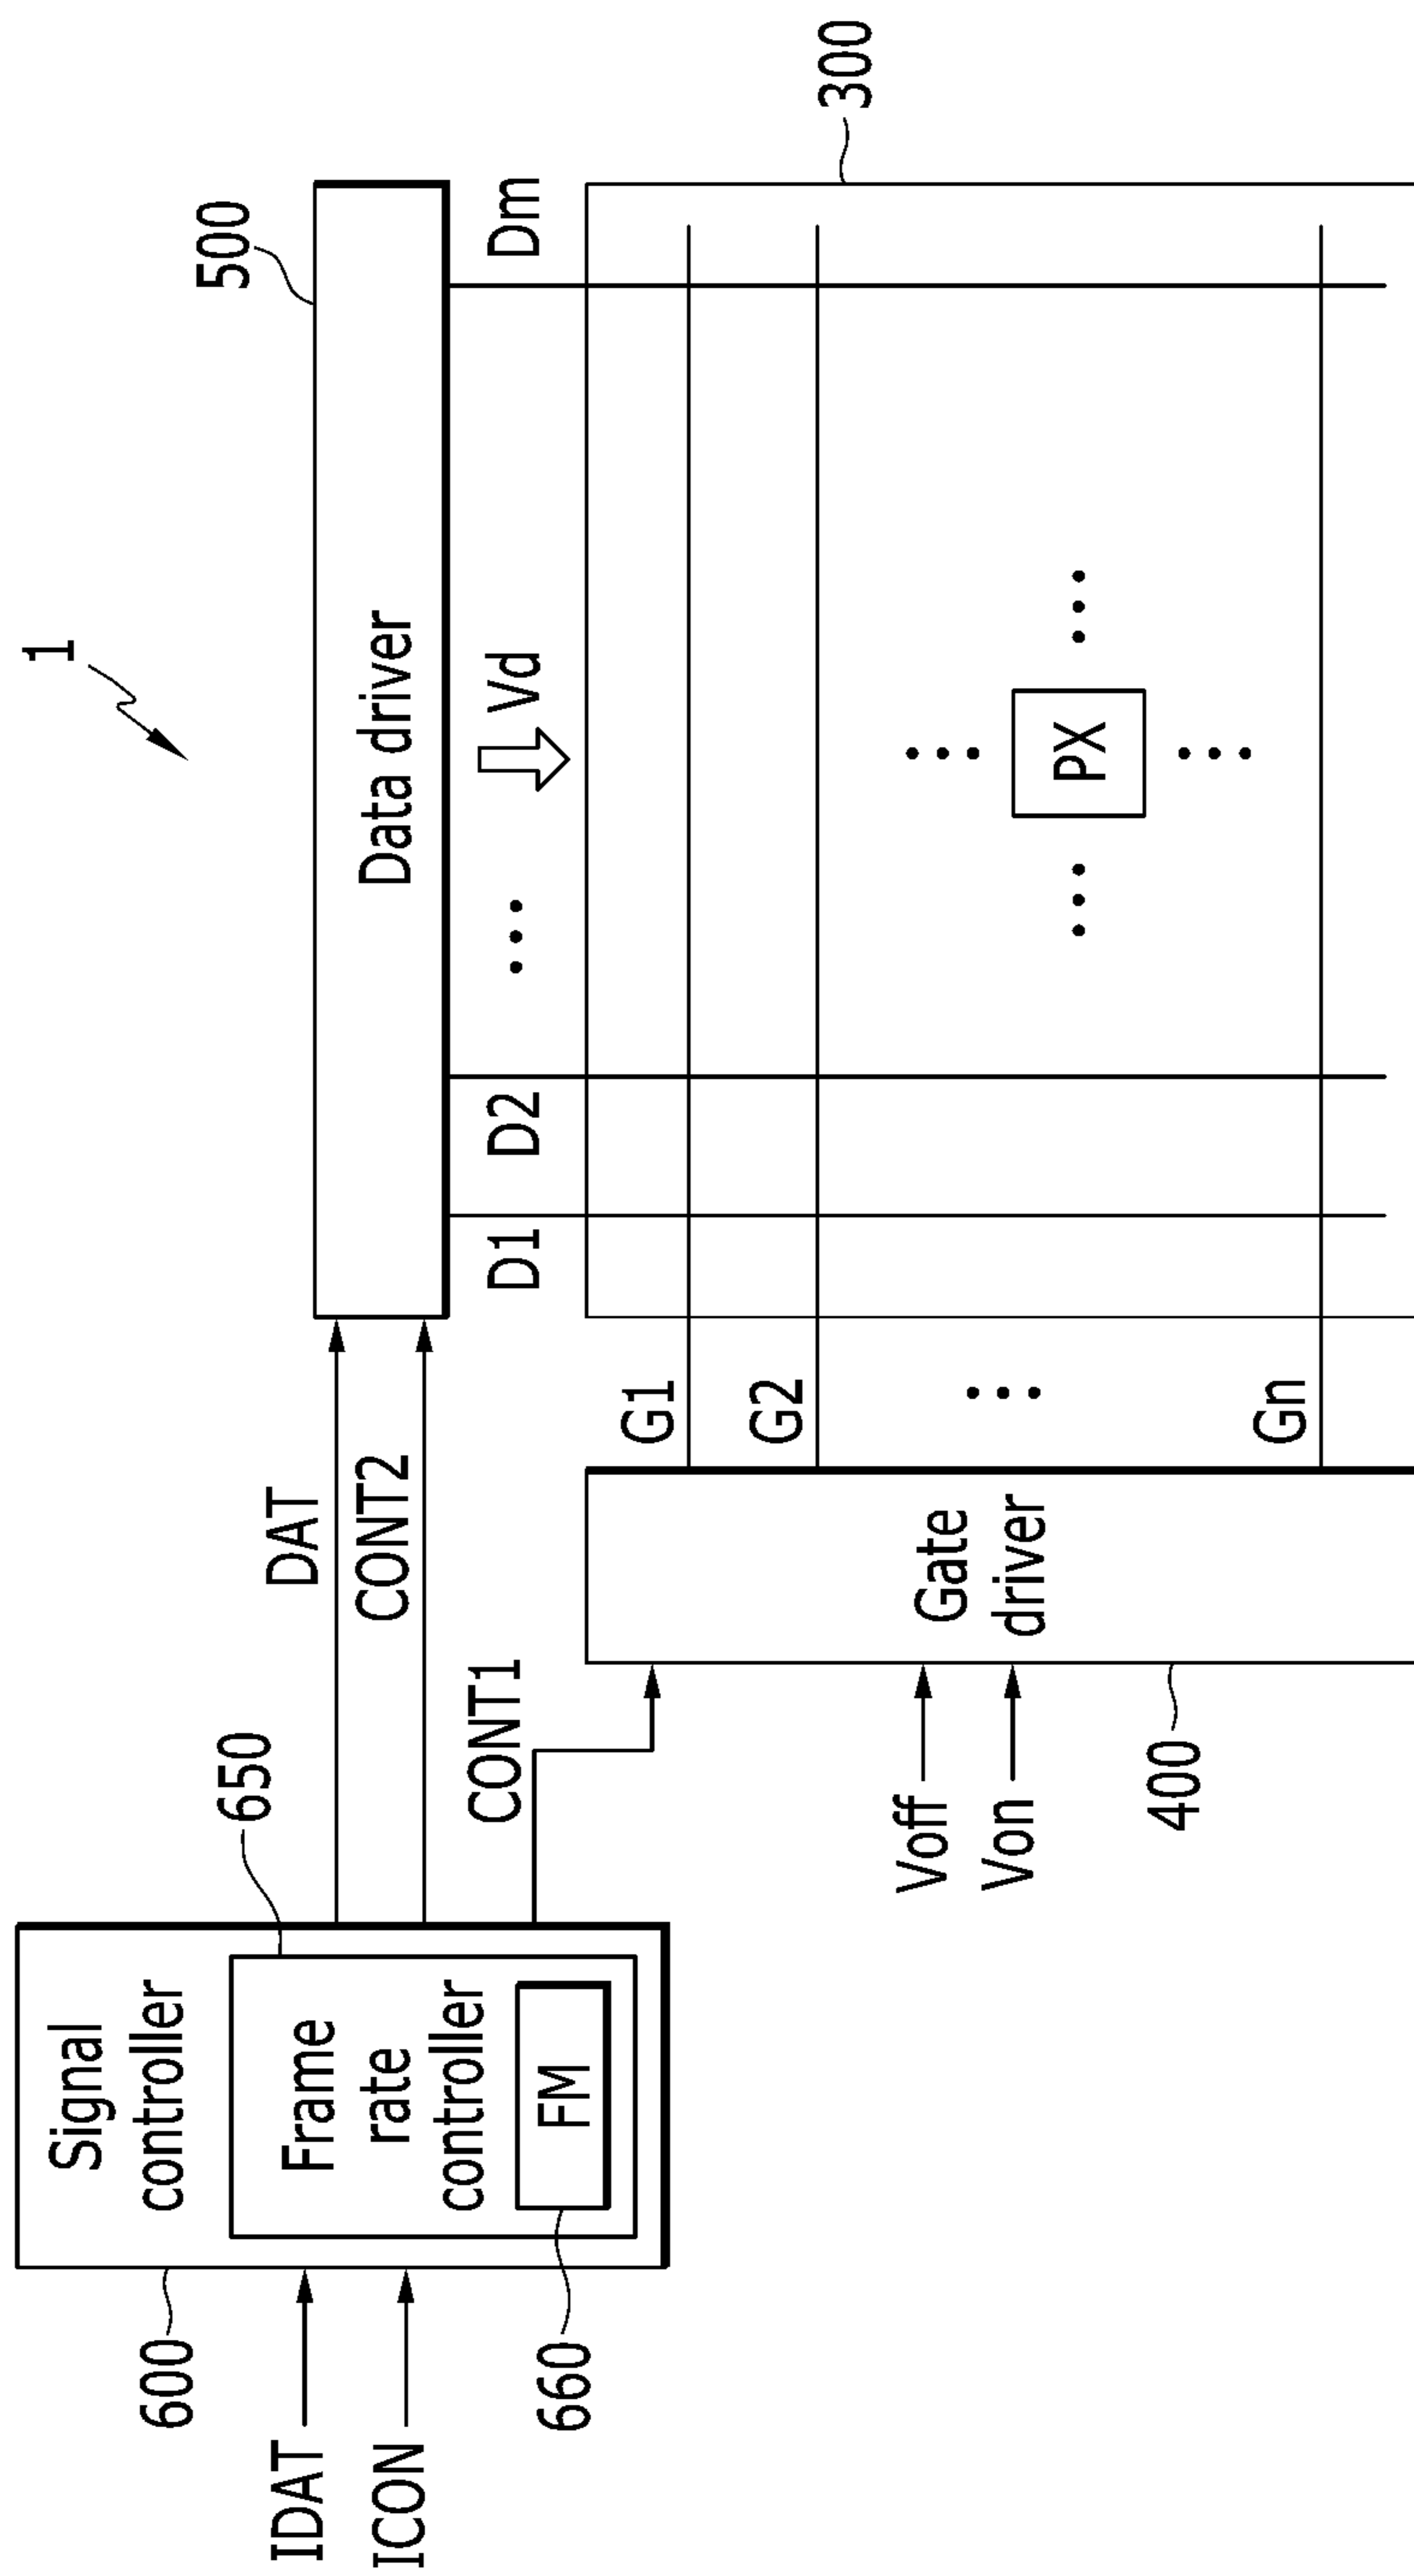 1
600
Signal
controller
650
Frame
rate
controller
FM
660
IDAT
ICON
DAT
CONT2
CONT1
500
Data driver
D1
D2
...
Vd
Dm
300
Gate
driver
400
Voff
Von
G1
G2
...
Gn
...
...
PX
...
...